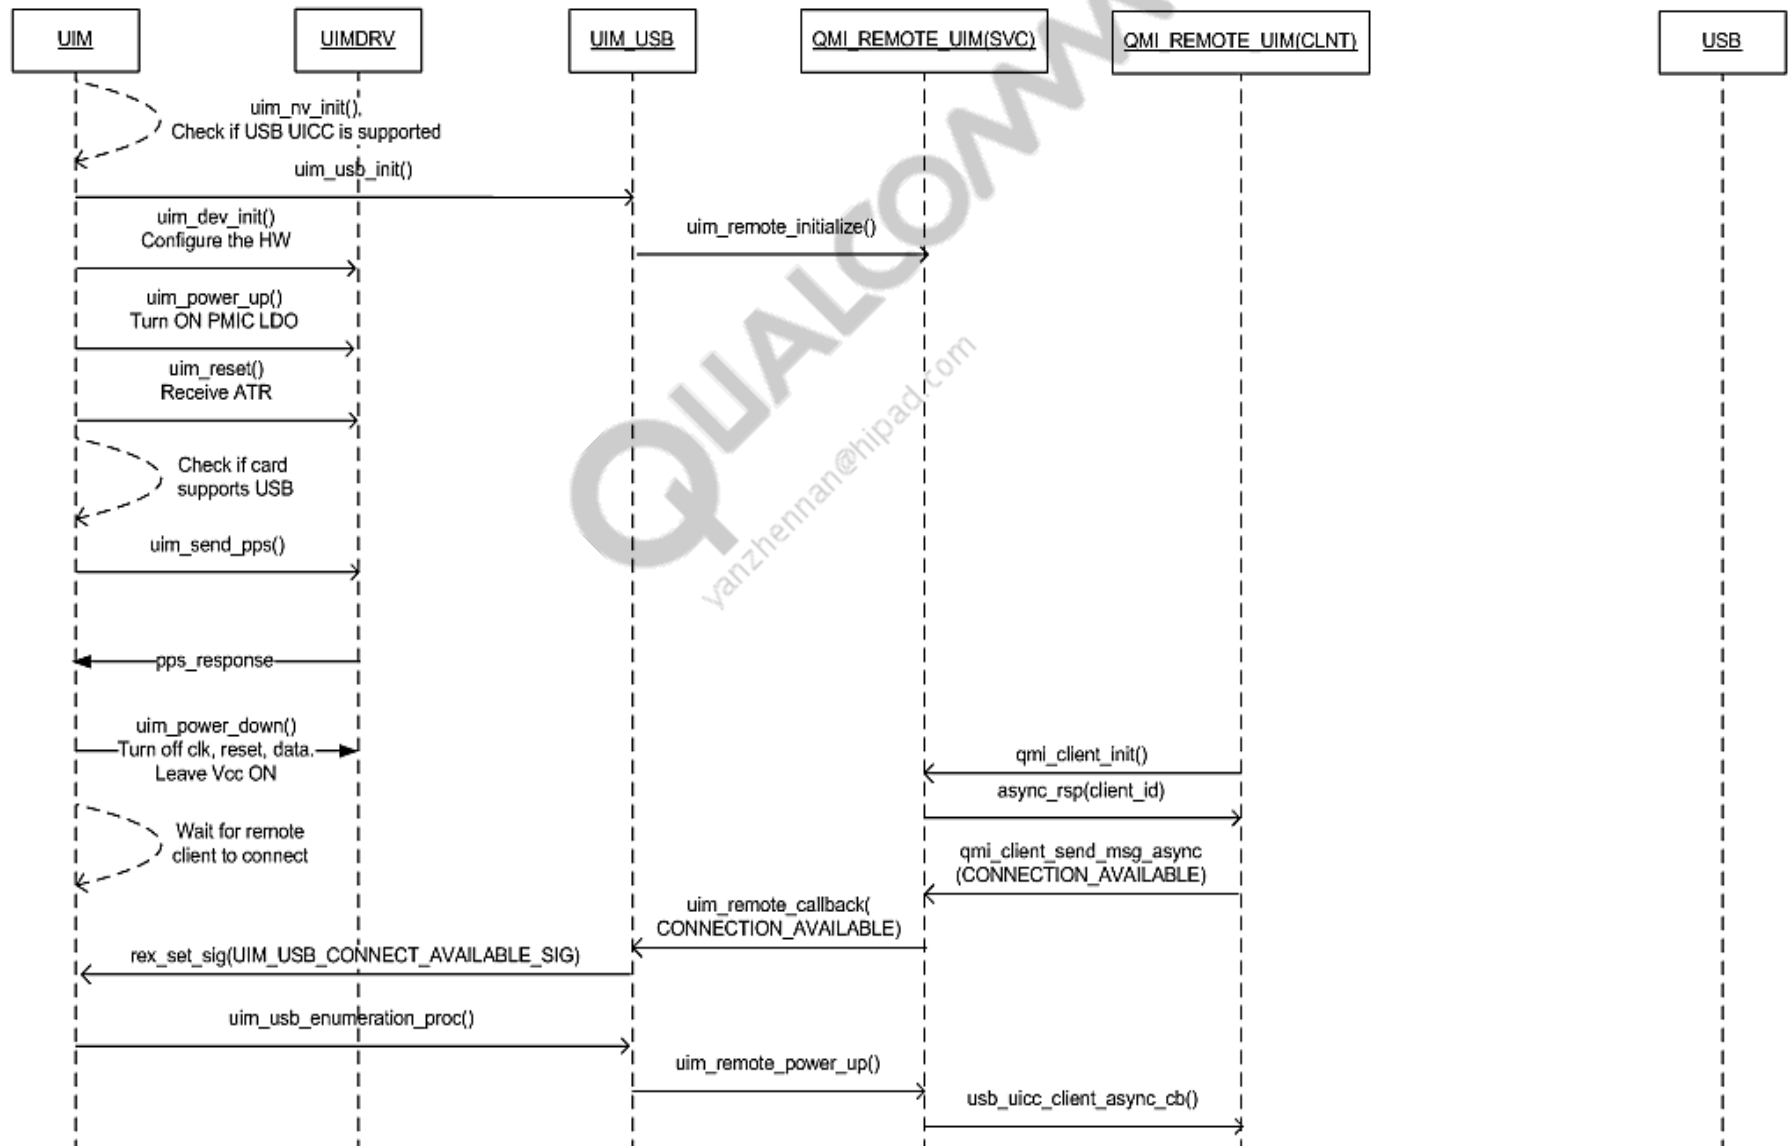 UIM
UIMDRV
UIM_USB
QMI_REMOTE_UIM(SVC)
QMI_REMOTE_UIM(CLNT)
USB
uim_nv_init(),
Check if USB UICC is supported
uim_usb_init()
uim_dev_init()
Configure the HW
uim_remote_initialize()
uim_power_up()
Turn ON PMIC LDO
uim_reset()
Receive ATR
Check if card
supports USB
uim_send_pps()
pps_response
uim_power_down()
Turn off clk, reset, data.
Leave Vcc ON
qmi_client_init()
async_rsp(client_id)
Wait for remote
client to connect
qmi_client_send_msg_async
(CONNECTION_AVAILABLE)
uim_remote_callback(
CONNECTION_AVAILABLE)
rex_set_sig(UIM_USB_CONNECT_AVAILABLE_SIG)
uim_usb_enumeration_proc()
uim_remote_power_up()
usb_uicc_client_async_cb()
QUALCOMM
yanzhennan@hipad.com